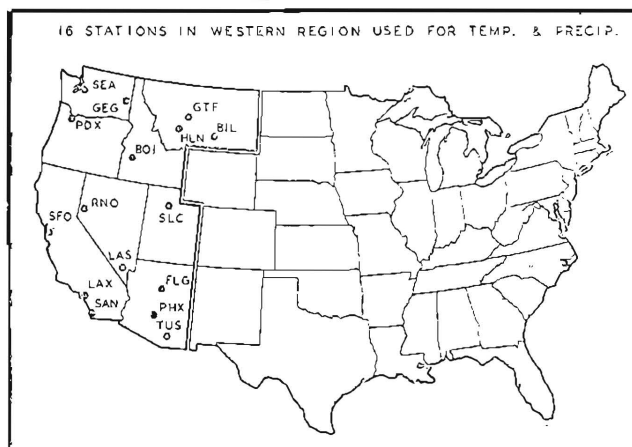 16 STATIONS IN WESTERN REGION USED FOR TEMP. & PRECIP.
SEA
GEG
PDX
GTF
HLN
BIL
BOI
RNO
SFO
SLC
LAS
LAX
SAN
FLG
PHX
TUS